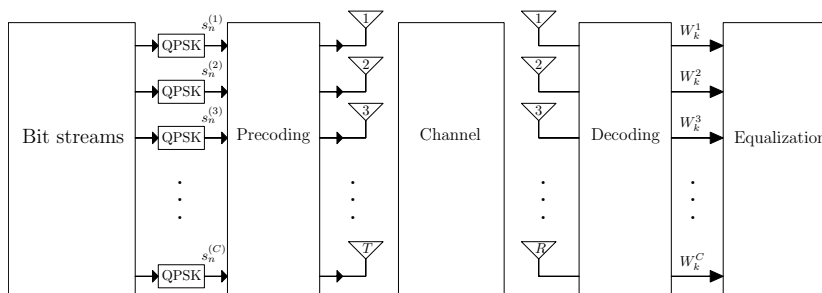 Bit streams
QPSK
QPSK
QPSK
QPSK
s_n^{(1)}
s_n^{(2)}
s_n^{(3)}
s_n^{(C)}
Precoding
1
2
3
T
Channel
1
2
3
R
Decoding
W_k^1
W_k^2
W_k^3
W_k^C
Equalization